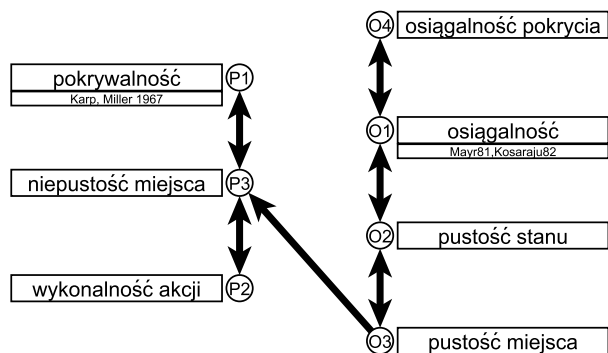 pokrywalność
Karp, Miller 1967
P1
niepustość miejsca
P3
wykonalność akcji
P2
O4
osiągalność pokrycia
O1
osiągalność
Mayr81,Kosaraju82
O2
pustość stanu
O3
pustość miejsca